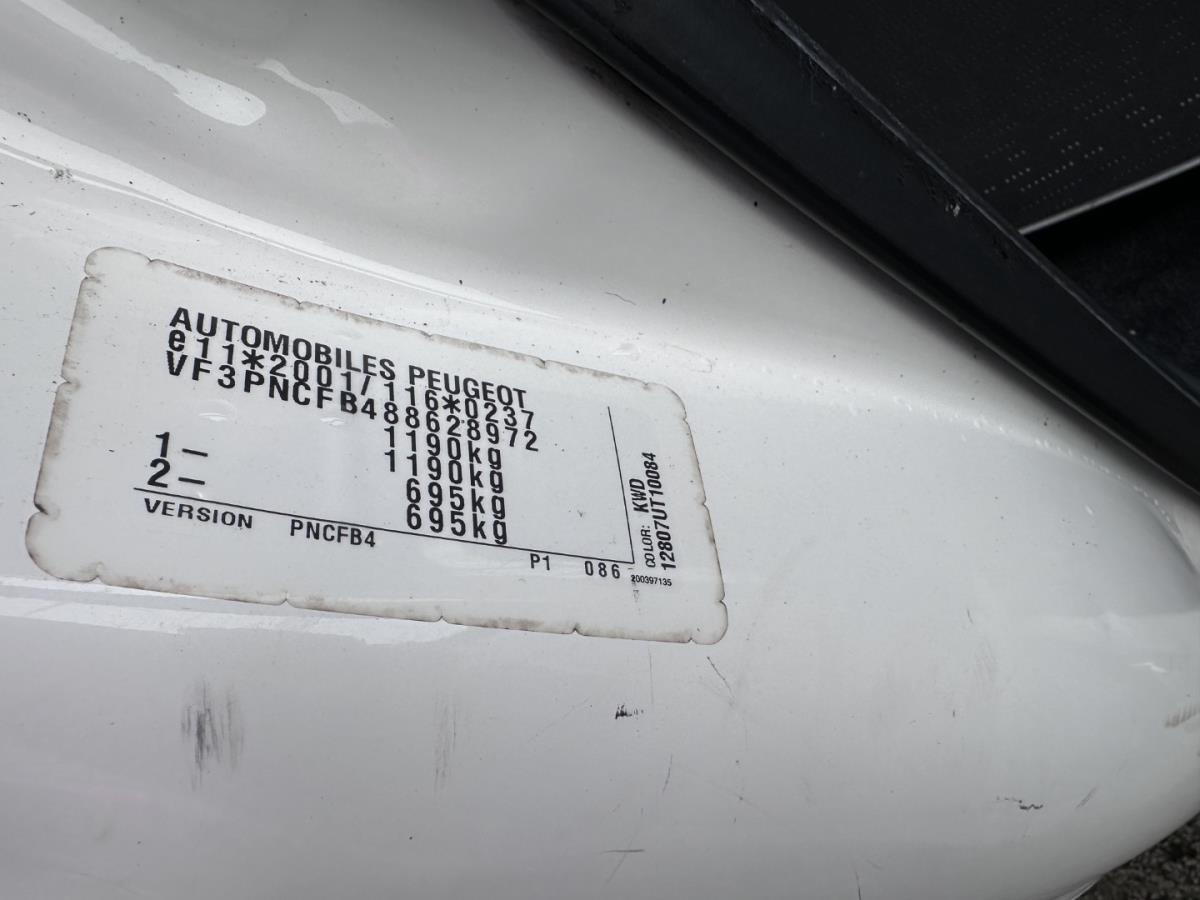 AUTOMOBILES PEUGEOT
e11*2001/116*0237
VF3PNCFB488628972
1190kg
1190kg
1- 695kg
2- 695kg
VERSION PNCFB4 P1 086
COLOR: KWD
12807UT10084
200397135